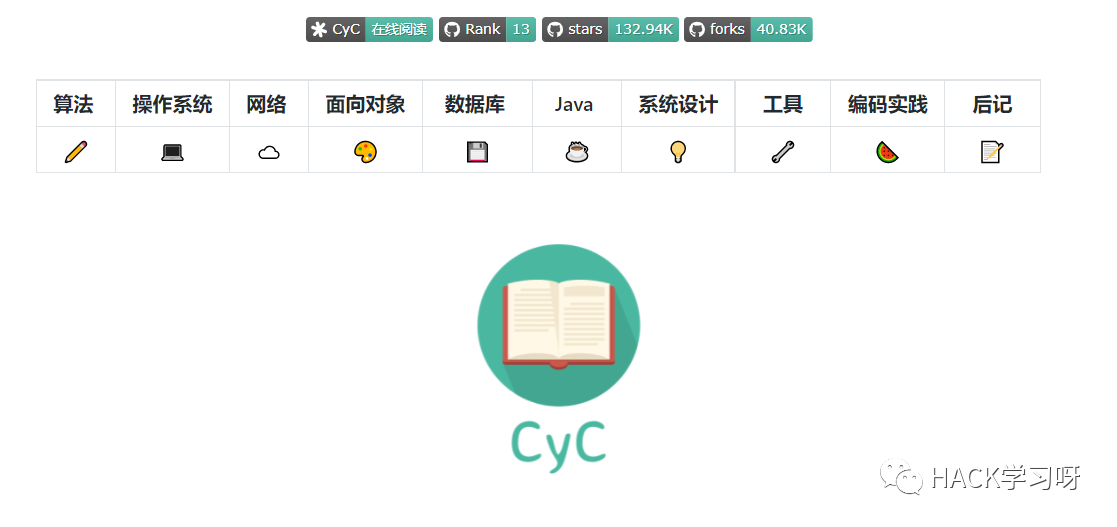 CyC 在线阅读 Rank 13 stars 132.94K forks 40.83K
算法 操作系统 网络 面向对象 数据库 Java 系统设计 工具 编码实践 后记
CyC
HACK学习呀